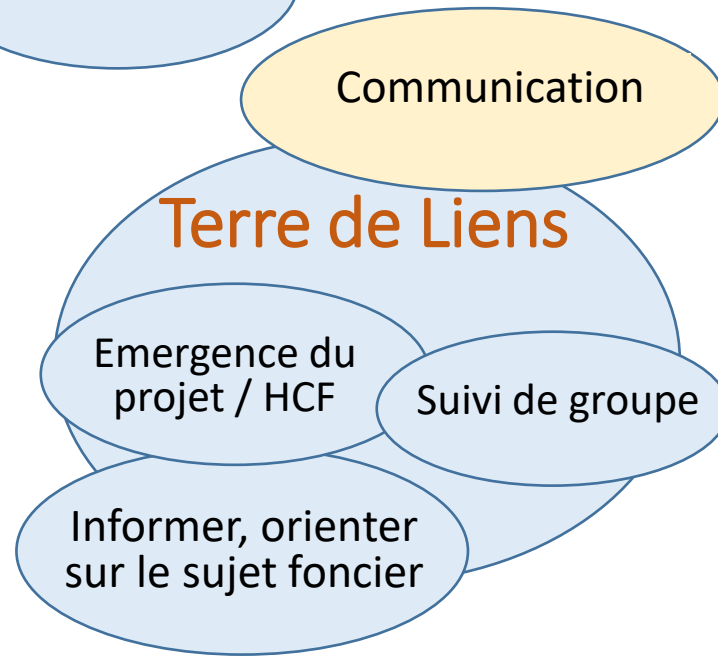 Communication
Terre de Liens
Emergence du
projet / HCF
Suivi de groupe
Informer, orienter
sur le sujet foncier